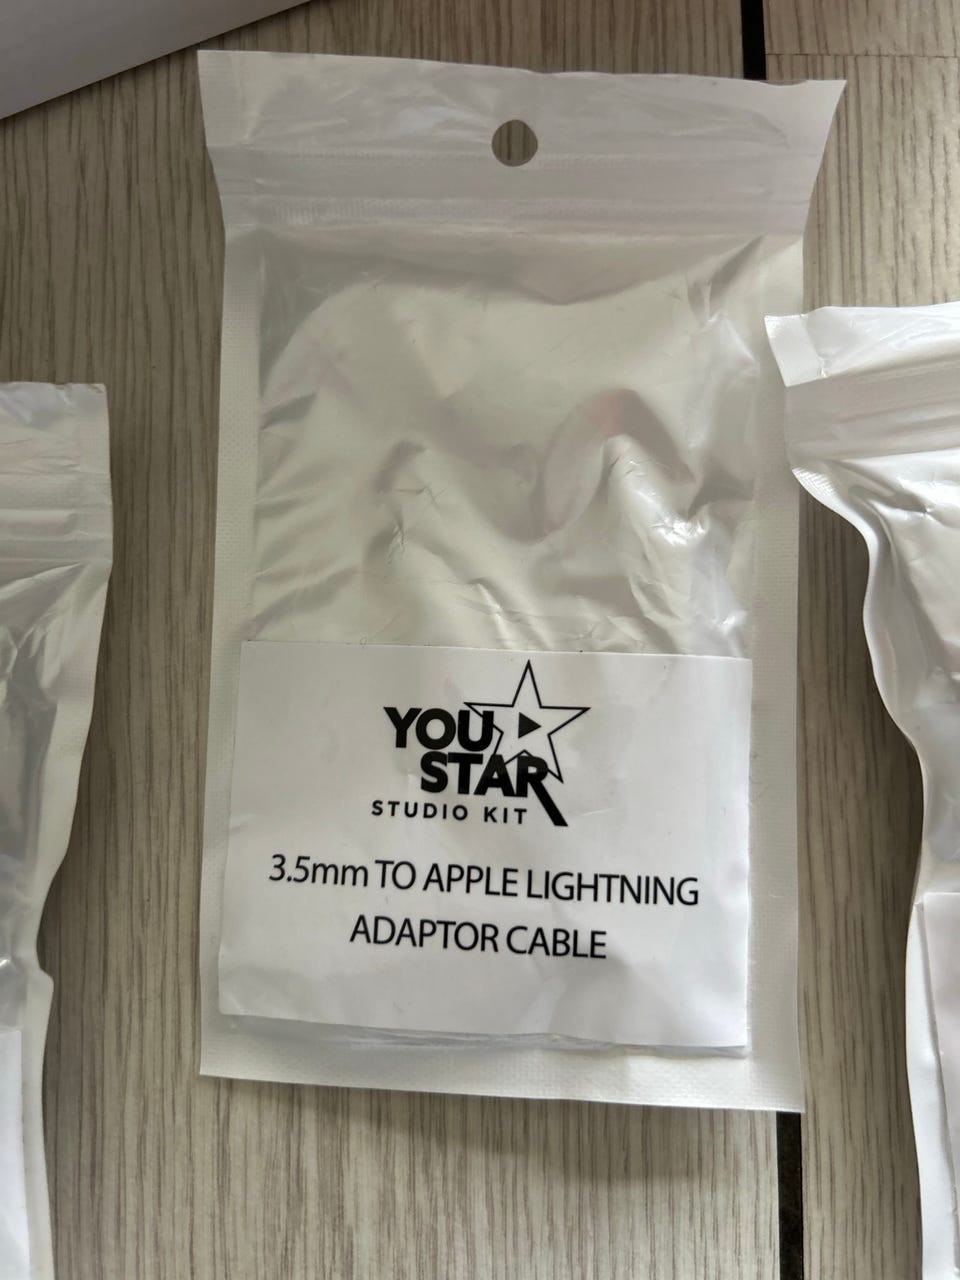 YOU
STAR
STUDIO KIT
3.5mm TO APPLE LIGHTNING
ADAPTOR CABLE